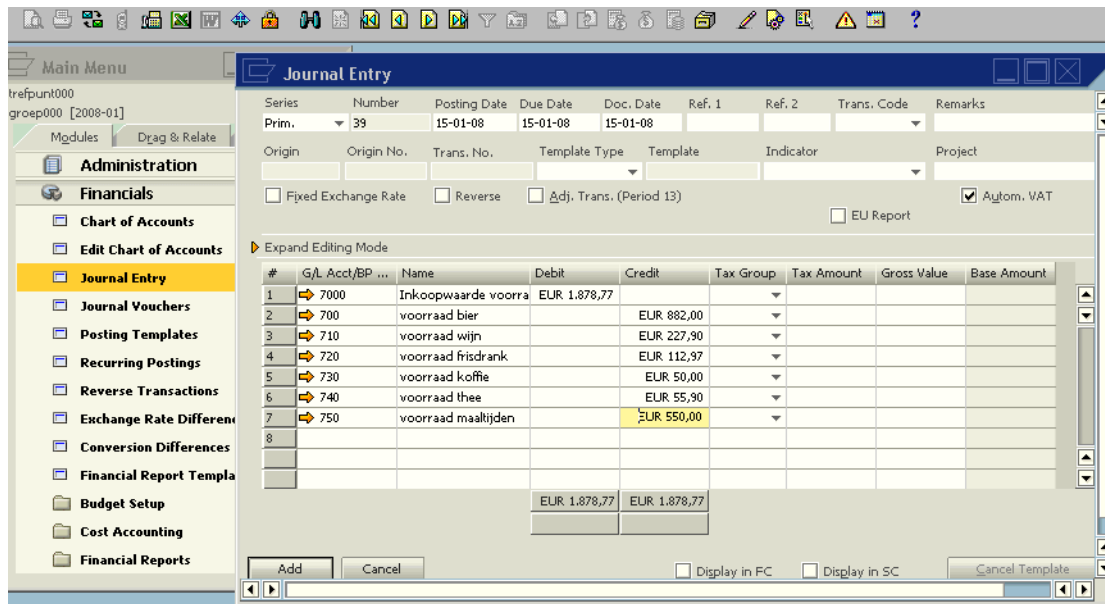 Main Menu
trefpunt000
groep000 [2008-01]
Modules Drag & Relate
Administration
Financials
Chart of Accounts
Edit Chart of Accounts
Journal Entry
Journal Vouchers
Posting Templates
Recurring Postings
Reverse Transactions
Exchange Rate Differen
Conversion Differences
Financial Report Templa
Budget Setup
Cost Accounting
Financial Reports
Journal Entry
Series Number Posting Date Due Date Doc. Date Ref. 1 Ref. 2 Trans. Code Remarks
Prim. 39 15-01-08 15-01-08 15-01-08
Origin Origin No. Trans. No. Template Type Template Indicator Project
Fixed Exchange Rate Reverse Adj. Trans. (Period 13) Autom. VAT
EU Report
Expand Editing Mode
# G/L Acct/BP ... Name Debit Credit Tax Group Tax Amount Gross Value Base Amount
1 7000 Inkoopwaarde voorra EUR 1.878,77
2 700 voorraad bier EUR 882,00
3 710 voorraad wijn EUR 227,90
4 720 voorraad frisdrank EUR 112,97
5 730 voorraad koffie EUR 50,00
6 740 voorraad thee EUR 55,90
7 750 voorraad maaltijden EUR 550,00
8
EUR 1.878,77 EUR 1.878,77
Add Cancel Display in FC Display in SC Cancel Template